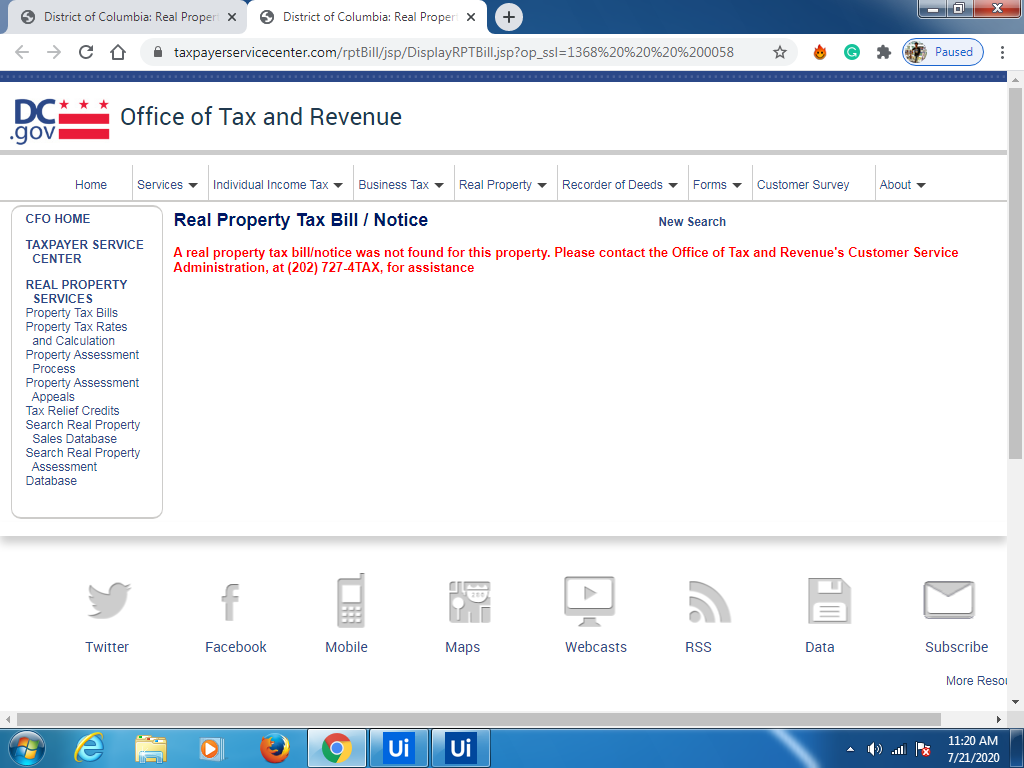 District of Columbia: Real Propert
District of Columbia: Real Propert
taxpayerservicecenter.com/rptBill/jsp/DisplayRPTBill.jsp?op_ssl=1368%20%20%20%200058
Paused
DC
.gov
Office of Tax and Revenue
Home
Services
Individual Income Tax
Business Tax
Real Property
Recorder of Deeds
Forms
Customer Survey
About
CFO HOME
TAXPAYER SERVICE
CENTER
REAL PROPERTY
SERVICES
Property Tax Bills
Property Tax Rates
and Calculation
Property Assessment
Process
Property Assessment
Appeals
Tax Relief Credits
Search Real Property
Sales Database
Search Real Property
Assessment
Database
Real Property Tax Bill / Notice
New Search
A real property tax bill/notice was not found for this property. Please contact the Office of Tax and Revenue's Customer Service
Administration, at (202) 727-4TAX, for assistance
Twitter
Facebook
Mobile
Maps
Webcasts
RSS
Data
Subscribe
More Resou
Ui
Ui
11:20 AM
7/21/2020